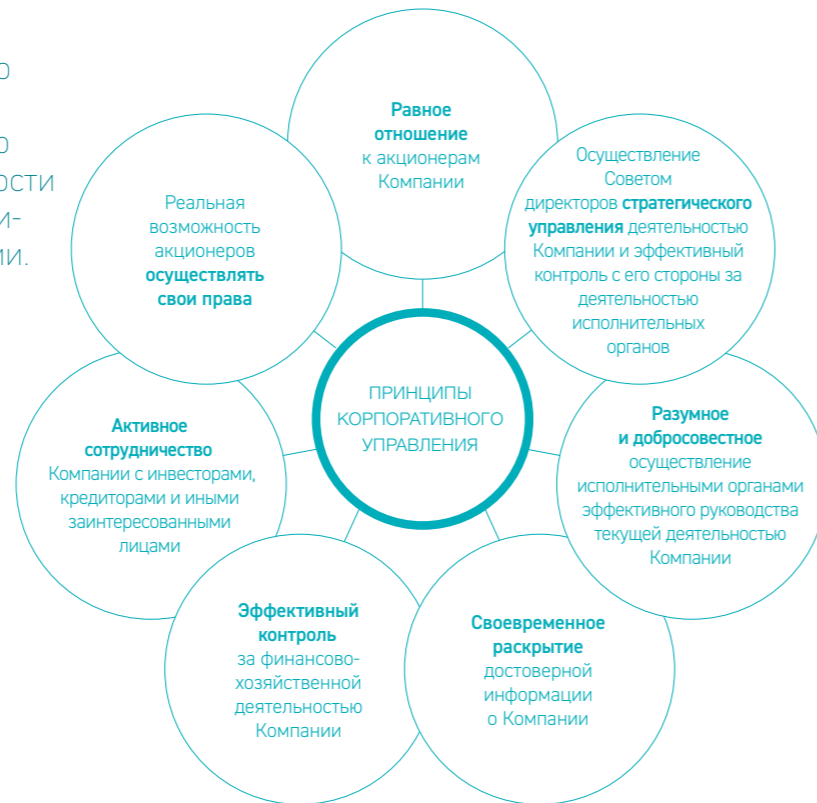 о
о
ости
и-
ии.
Равное
отношение
к акционерам
Компании
Осуществление
Советом
директоров стратегического
управления деятельностью
Компании и эффективный
контроль с его стороны за
деятельностью
исполнительных
органов
Реальная
возможность
акционеров
осуществлять
свои права
ПРИНЦИПЫ
КОРПОРАТИВНОГО
УПРАВЛЕНИЯ
Разумное
и добросовестное
осуществление
исполнительными органами
эффективного руководства
текущей деятельностью
Компании
Активное
сотрудничество
Компании с инвесторами,
кредиторами и иными
заинтересованными
лицами
Эффективный
контроль
за финансово-
хозяйственной
деятельностью
Компании
Своевременное
раскрытие
достоверной
информации
о Компании